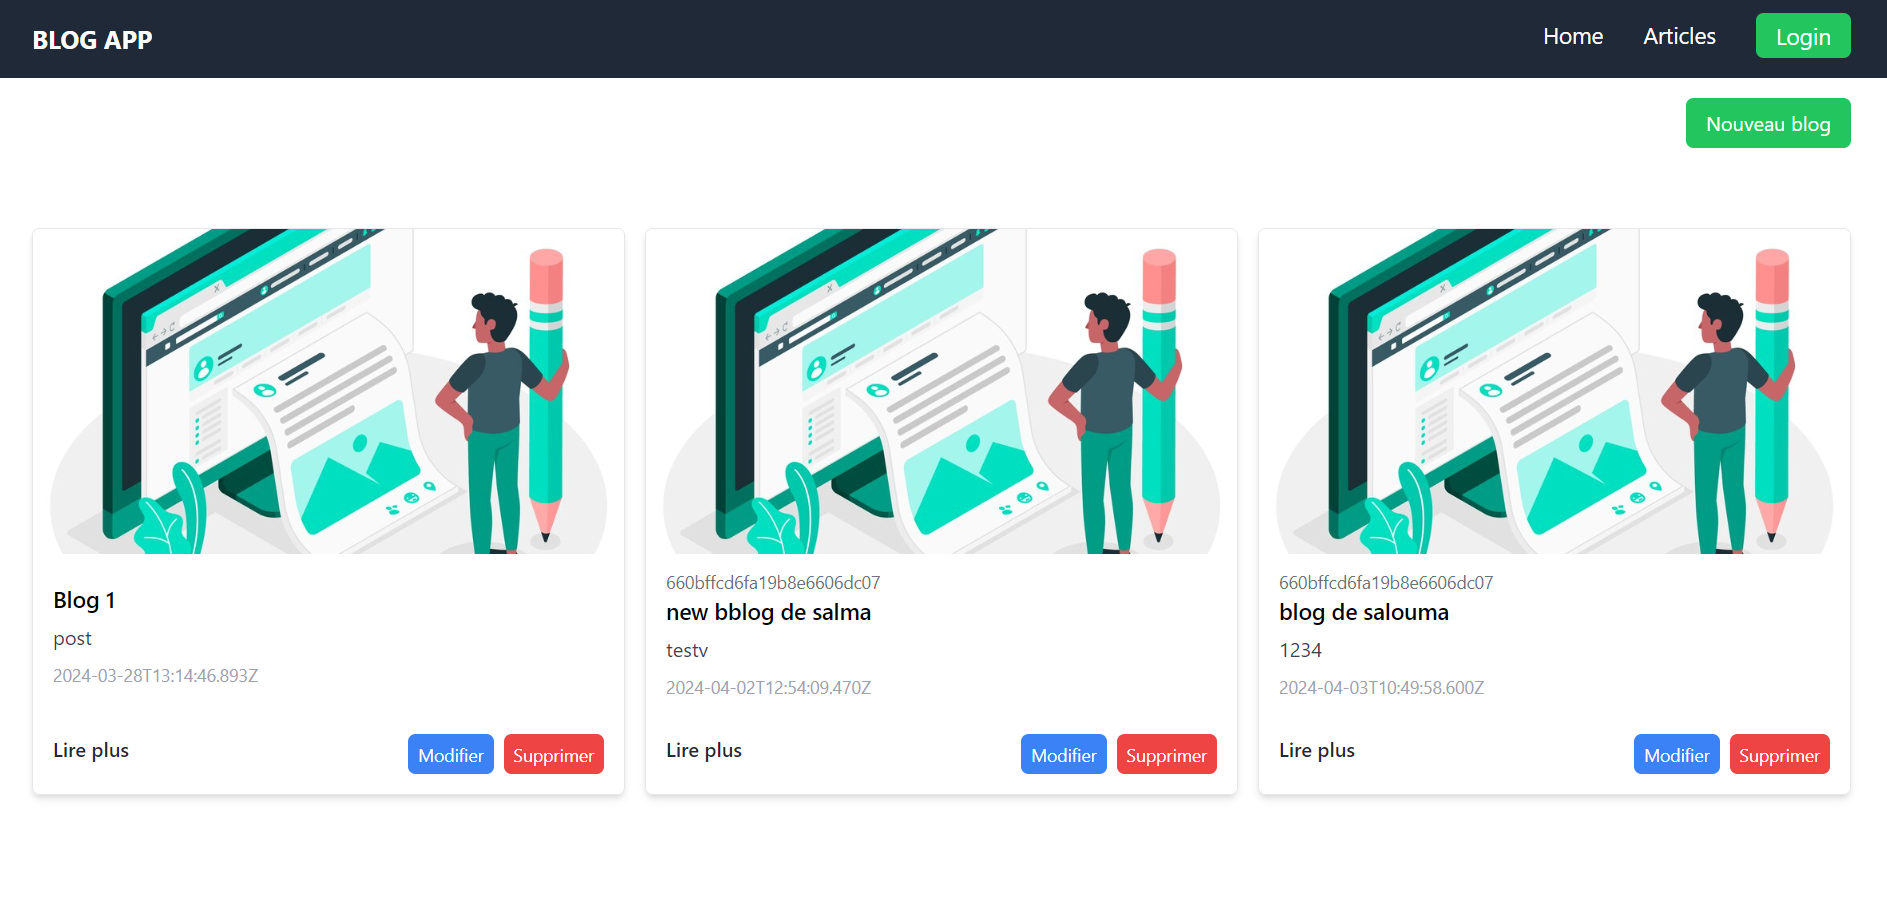 BLOG APP
Home
Articles
Login
Nouveau blog
Blog 1
post
2024-03-28T13:14:46.893Z
Lire plus
Modifier
Supprimer
660bffcd6fa19b8e6606dc07
new bblog de salma
testv
2024-04-02T12:54:09.470Z
Lire plus
Modifier
Supprimer
660bffcd6fa19b8e6606dc07
blog de salouma
1234
2024-04-03T10:49:58.600Z
Lire plus
Modifier
Supprimer